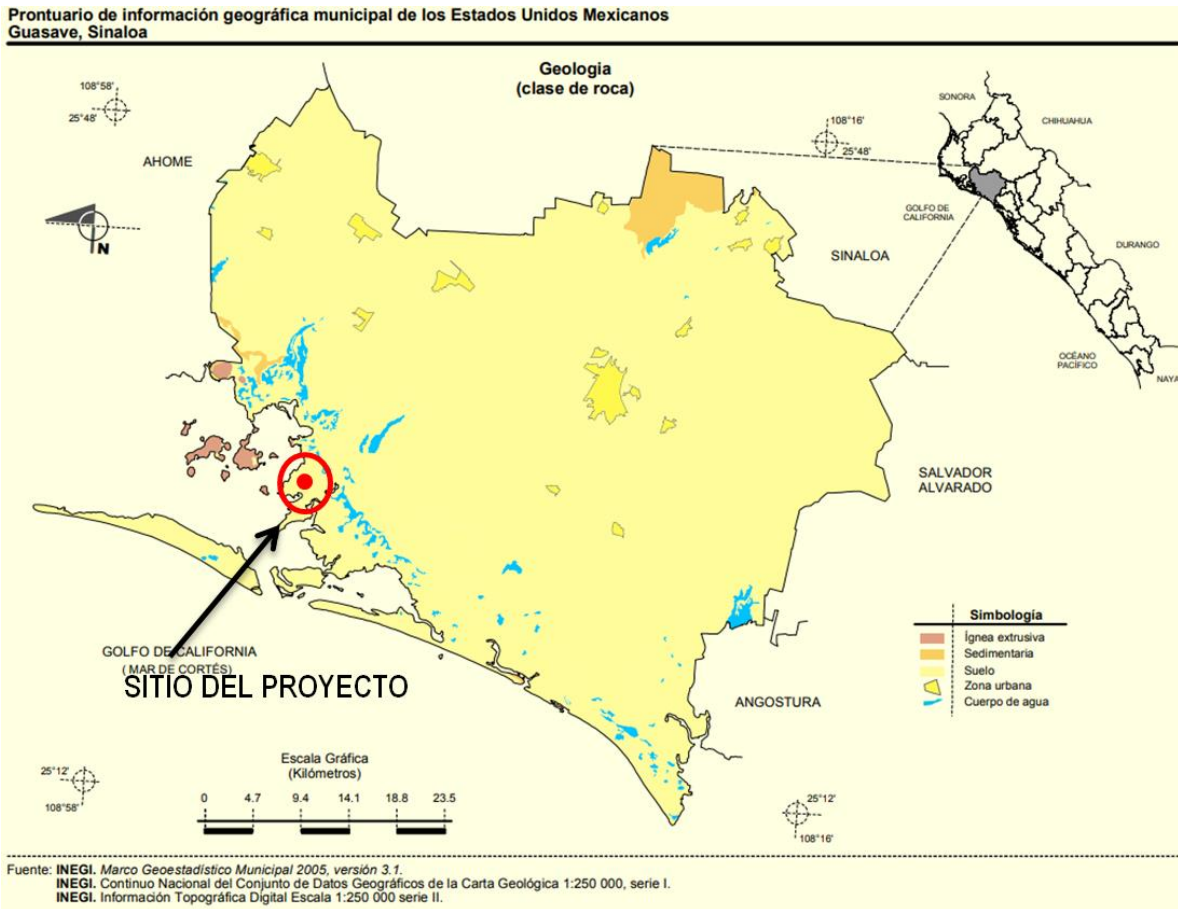 Prontuario de información geográfica municipal de los Estados Unidos Mexicanos
Guasave, Sinaloa
Geologia
(clase de roca)
108°58'
25°48'
AHOME
N
108°16'
25°48'
SONORA
CHIHUAHUA
GOLFO DE
CALIFORNIA
DURANGO
SINALOA
OCÉANO
PACÍFICO
NAYA
SALVADOR
ALVARADO
GOLFO DE CALIFORNIA
( MAR DE CORTÉS)
SITIO DEL PROYECTO
ANGOSTURA
Simbología
Ígnea extrusiva
Sedimentaria
Suelo
Zona urbana
Cuerpo de agua
Escala Gráfica
(Kilómetros)
0 4.7 9.4 14.1 18.8 23.5
25°12'
108°58'
25°12'
108°16'
Fuente: INEGI. Marco Geoestadístico Municipal 2005, versión 3.1.
INEGI. Continuo Nacional del Conjunto de Datos Geográficos de la Carta Geológica 1:250 000, serie I.
INEGI. Información Topográfica Digital Escala 1:250 000 serie II.